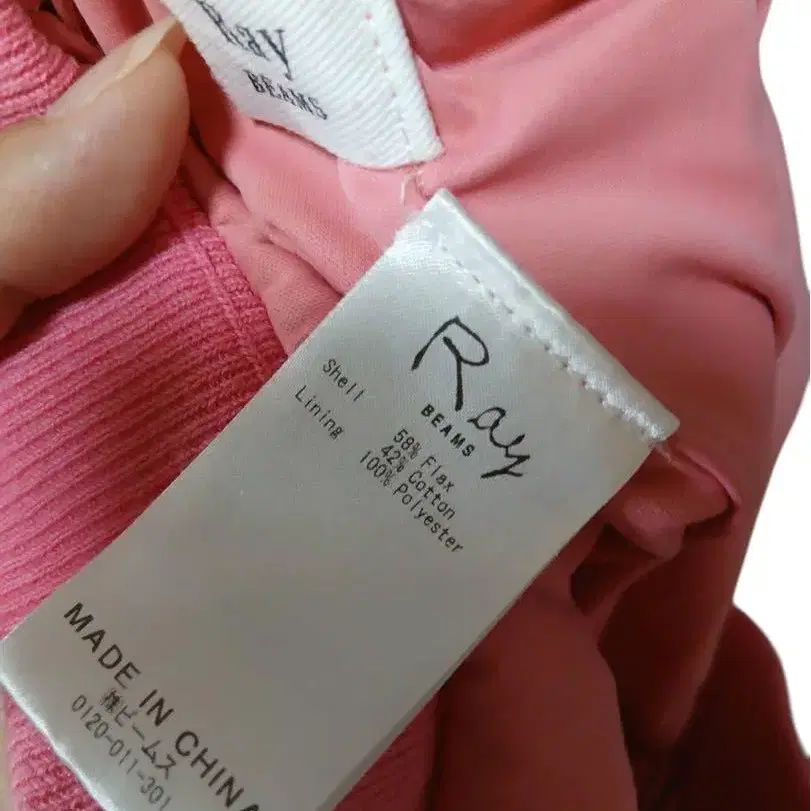 Ray
BEAMS
Ray
BEAMS
Shell 58% Flax
42% Cotton
Lining 100% Polyester
MADE IN CHINA
㈱ビームス
0120-011-301